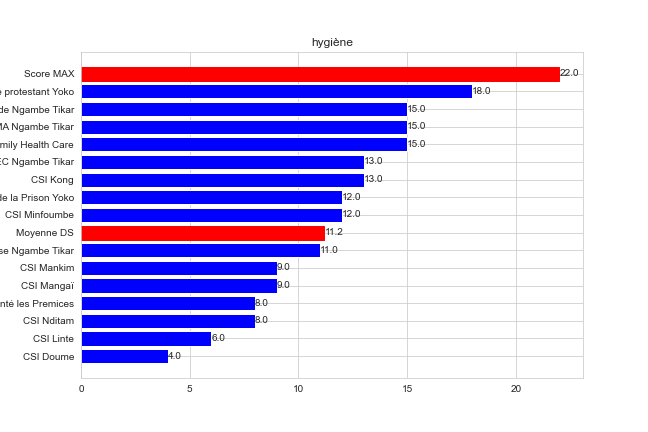 hygiène
Score MAX 22.0
protestant Yoko 18.0
de Ngambe Tikar 15.0
MA Ngambe Tikar 15.0
mily Health Care 15.0
EC Ngambe Tikar 13.0
CSI Kong 13.0
de la Prison Yoko 12.0
CSI Minfoumbe 12.0
Moyenne DS 11.2
se Ngambe Tikar 11.0
CSI Mankim 9.0
CSI Mangaï 9.0
nté les Premices 8.0
CSI Nditam 8.0
CSI Linte 6.0
CSI Doume 4.0
0 5 10 15 20